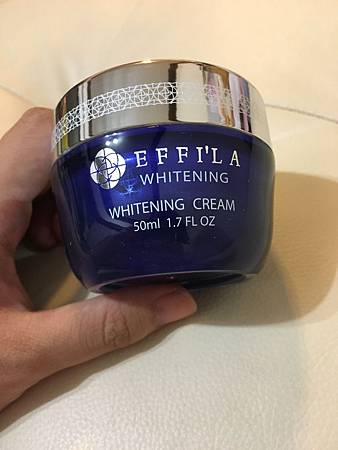 EFFI'LA
WHITENING
WHITENING CREAM
50ml 1.7 FL OZ